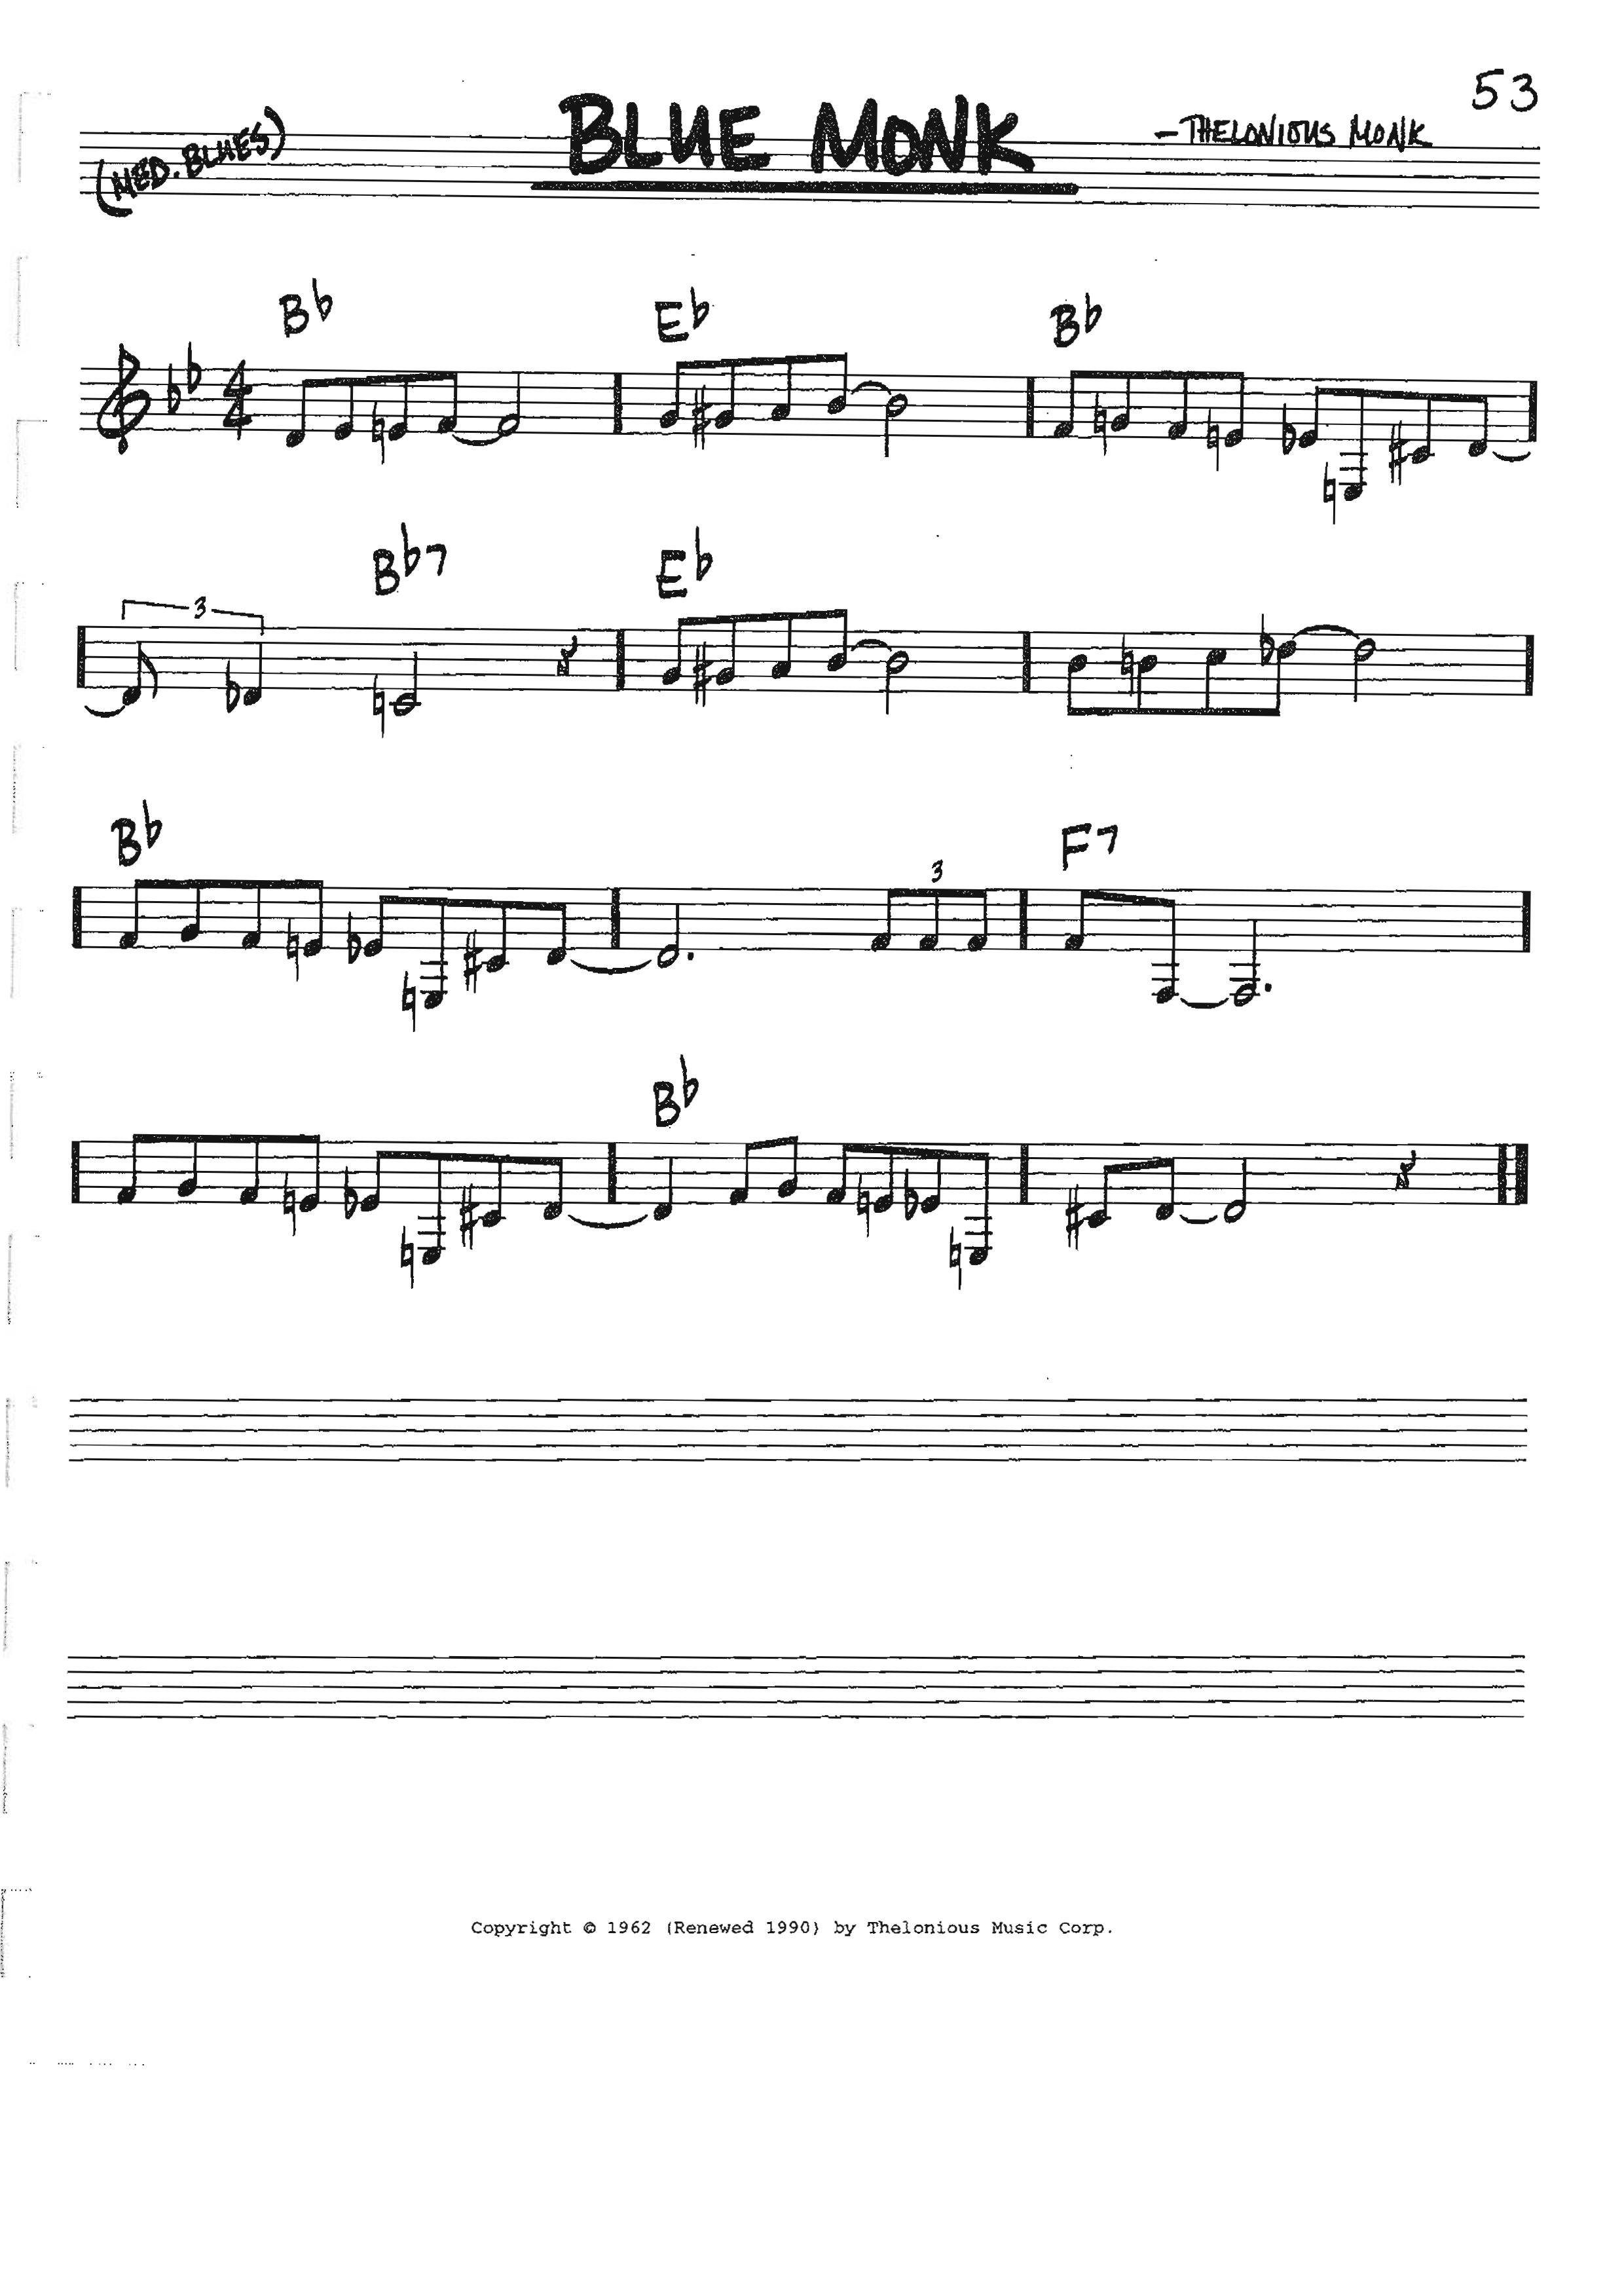 53
(MED. BLUES)
BLUE MONK
- THELONIOUS MONK
B♭ E♭ B♭
4
4
3
B♭7 E♭
B♭ 3 F7
B♭
Copyright © 1962 (Renewed 1990) by Thelonious Music Corp.